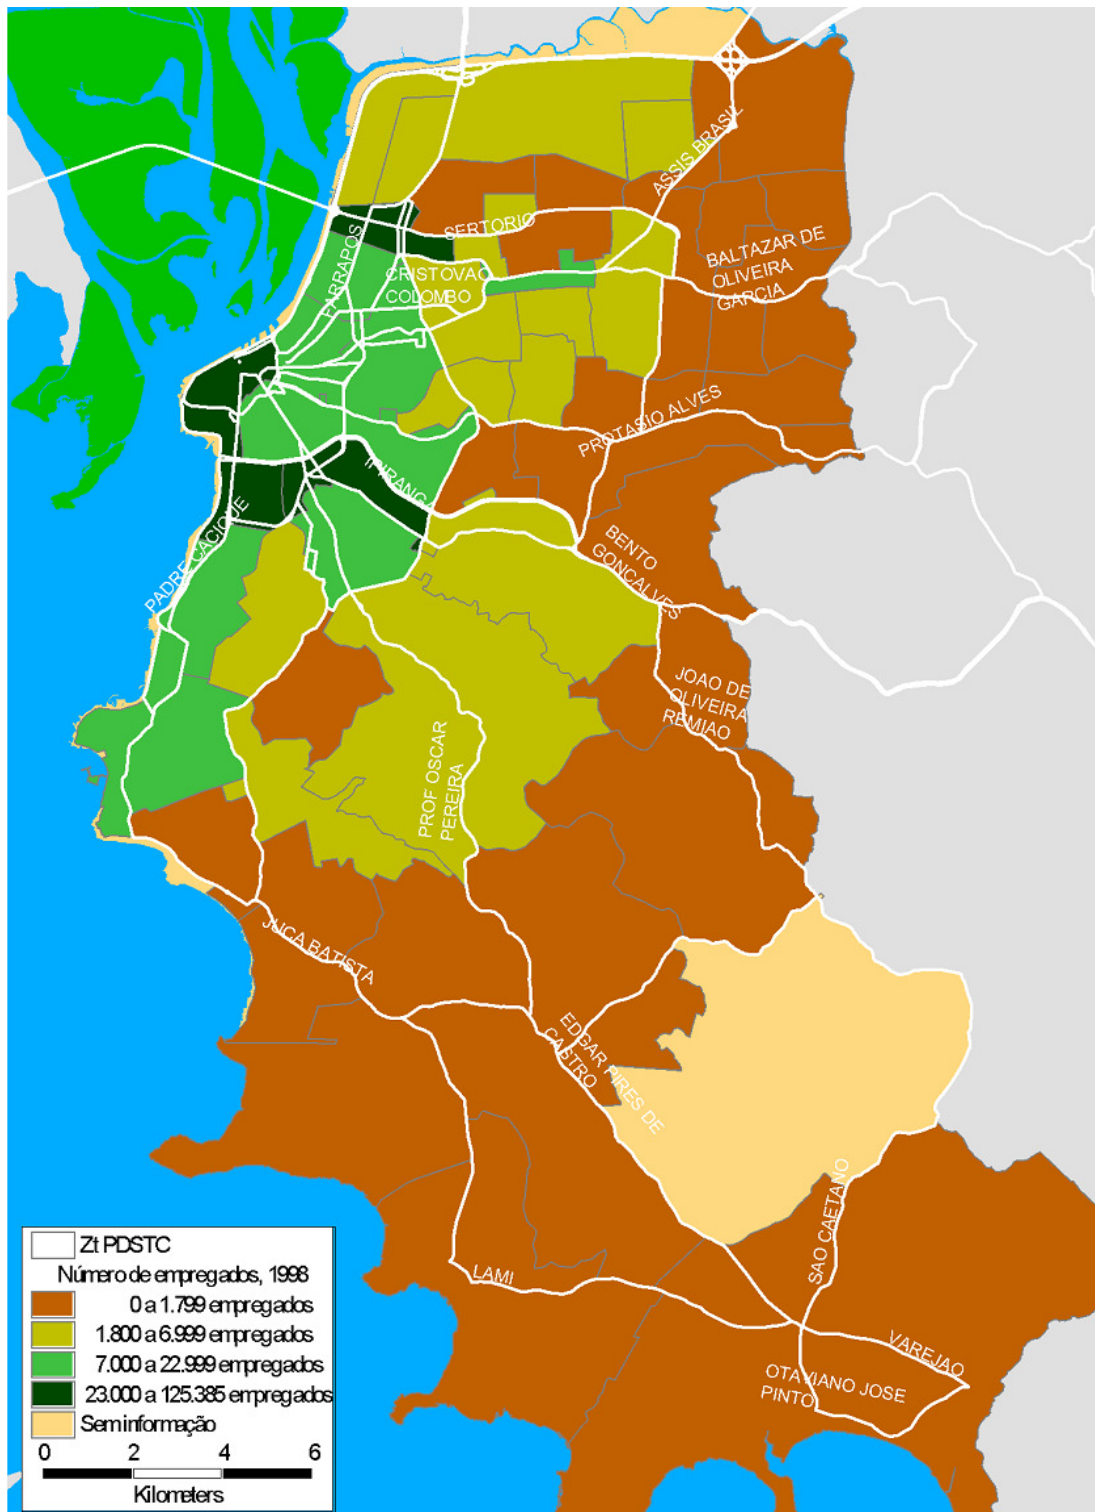 ASSIS BRASIL
SERTORIO
FARRAPOS
BALTAZAR DE
OLIVEIRA
GARCIA
CRISTOVAO
COLOMBO
PROTASIO ALVES
IPIRANGA
PADRE CACIQUE
BENTO
GONCALVES
JOAO DE
OLIVEIRA
REMIAO
PROF OSCAR
PEREIRA
JUCA BATISTA
EDGAR PIRES DE
CASTRO
SAO CAETANO
LAMI
VAREJAO
OTAVIANO JOSE
PINTO
Zt PDSTC
Número de empregados, 1998
0 a 1.799 empregados
1.800 a 6.999 empregados
7.000 a 22.999 empregados
23.000 a 125.385 empregados
Sem informação
0 2 4 6
Kilometers